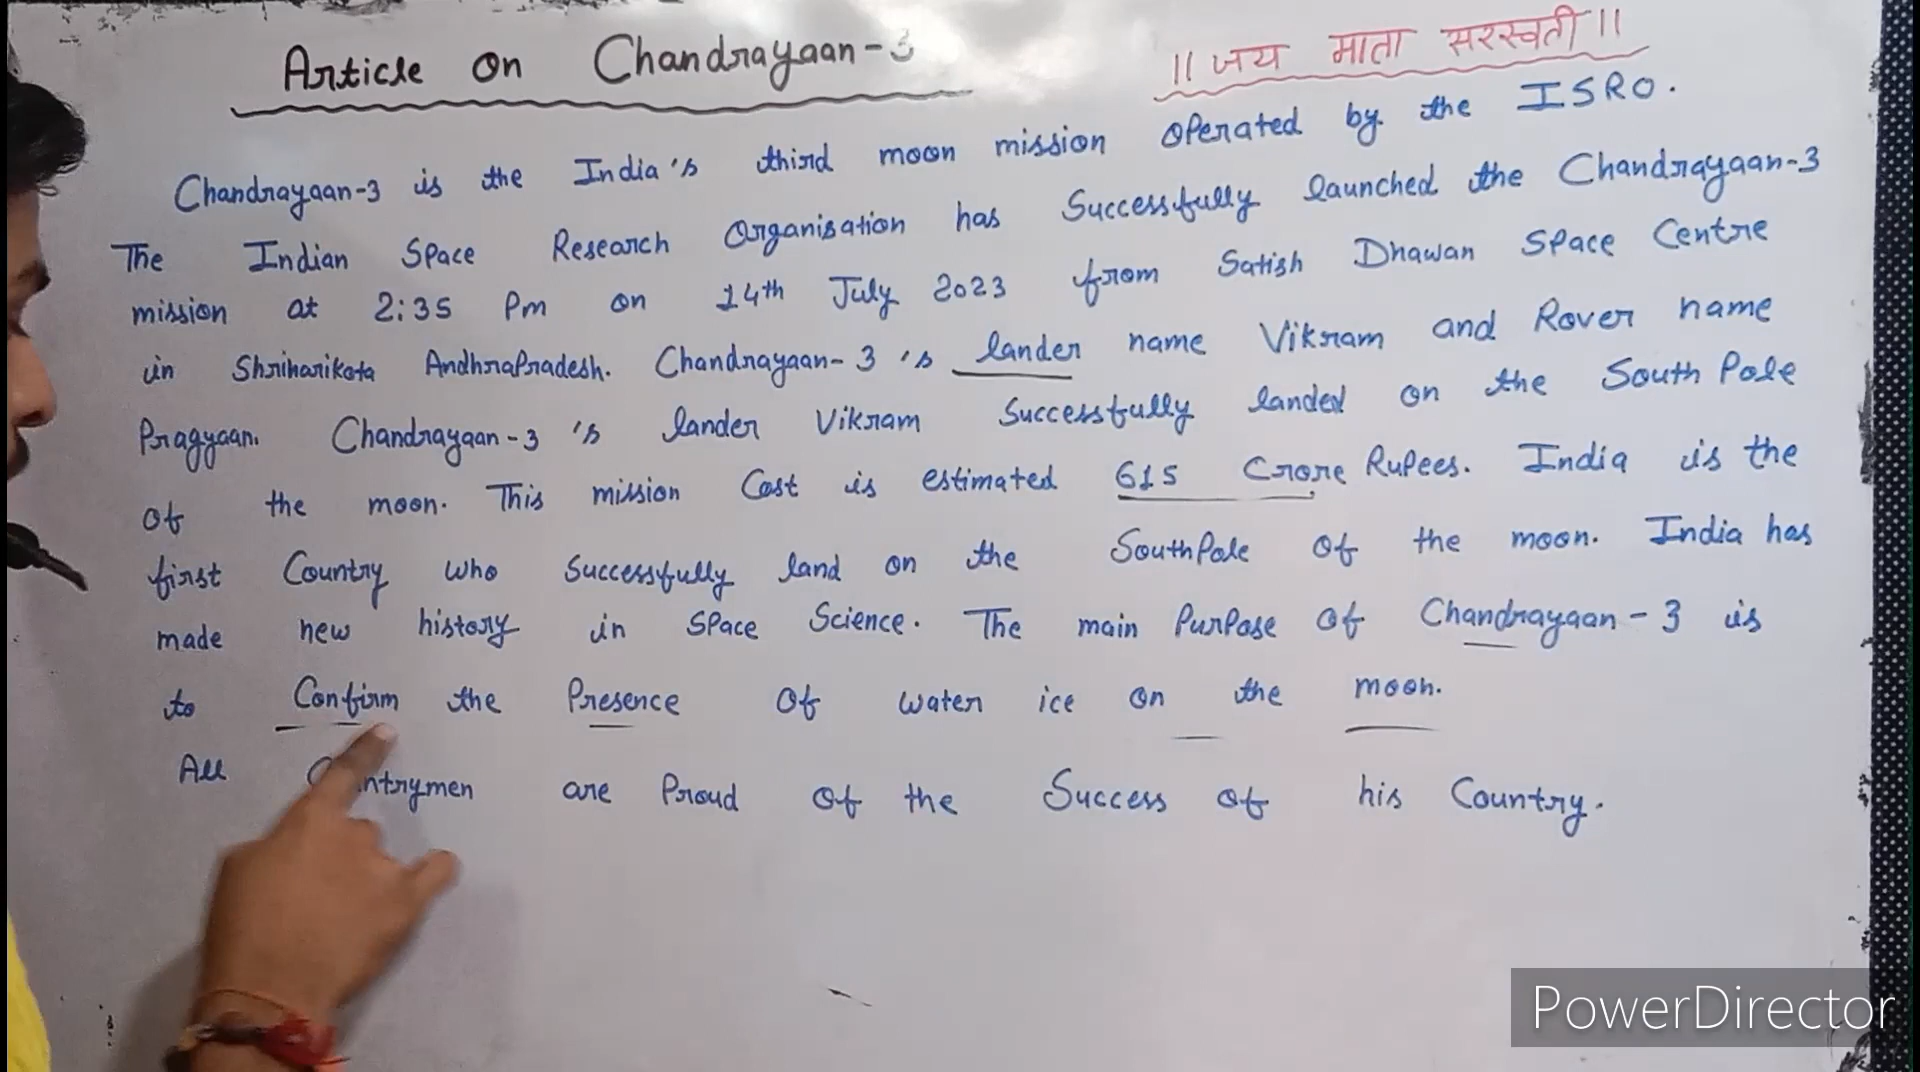 Article on Chandrayaan-3
॥ जय माता सरस्वती ॥
Chandrayaan-3 is the India's third moon mission operated by the ISRO.
The Indian Space Research Organisation has Successfully launched the Chandrayaan-3
mission at 2:35 Pm on 14th July 2023 from Satish Dhawan Space Centre
in Shriharikota AndhraPradesh. Chandrayaan-3's lander name Vikram and Rover name
Pragyaan. Chandrayaan-3's lander Vikram Successfully landed on the South Pole
of the moon. This mission Cost is estimated 615 Crore Rupees. India is the
first Country who Successfully land on the SouthPole of the moon. India has
made new history in Space Science. The main Purpose of Chandrayaan-3 is
to Confirm the Presence of water ice on the moon.
All Countrymen are Proud of the Success of his Country.
PowerDirector